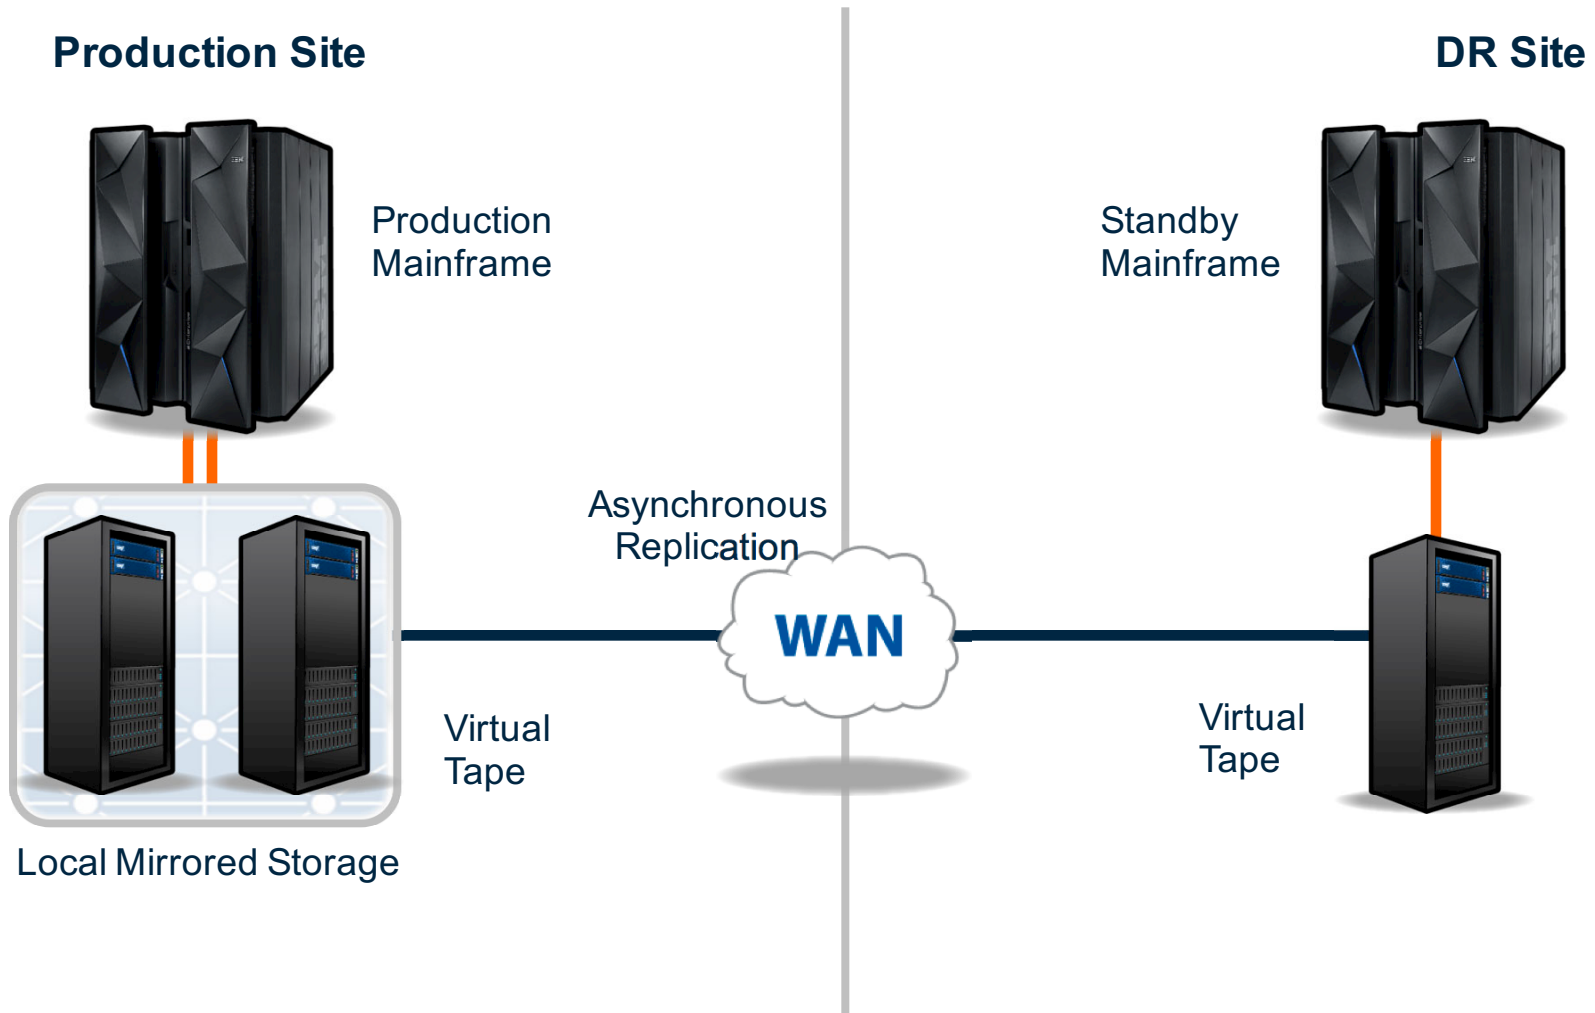 Production Site
DR Site
Production
Mainframe
Standby
Mainframe
Asynchronous
Replication
WAN
Virtual
Tape
Virtual
Tape
Local Mirrored Storage